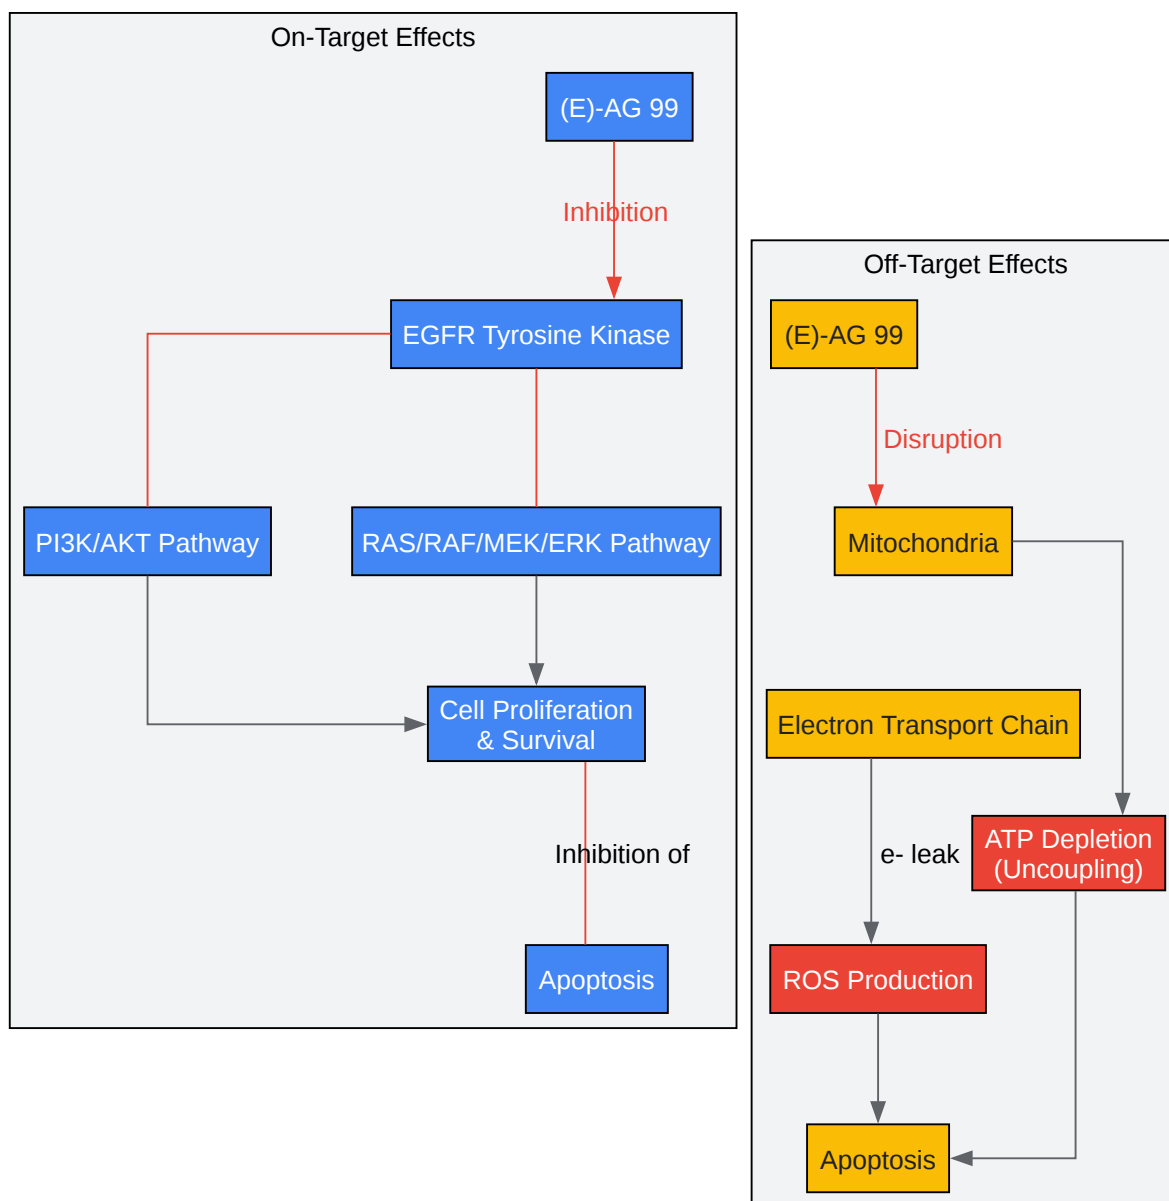 On-Target Effects
(E)-AG 99
Inhibition
EGFR Tyrosine Kinase
PI3K/AKT Pathway
RAS/RAF/MEK/ERK Pathway
Cell Proliferation
& Survival
Inhibition of
Apoptosis
Off-Target Effects
(E)-AG 99
Disruption
Mitochondria
Electron Transport Chain
ATP Depletion
(Uncoupling)
e- leak
ROS Production
Apoptosis